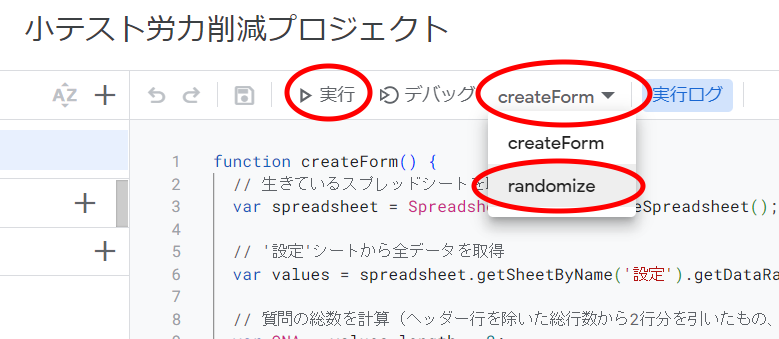 小テスト労力削減プロジェクト
AZ
実行 デバッグ createForm 実行ログ
createForm
randomize
1 function createForm() {
2 // 生きているスプレッドシートを
3 var spreadsheet = Spreadsh eSpreadsheet();
4
5 // '設定'シートから全データを取得
6 var values = spreadsheet.getSheetByName('設定').getDataRa
7
8 // 質問の総数を計算（ヘッダー行を除いた総行数から2行分を引いたもの、